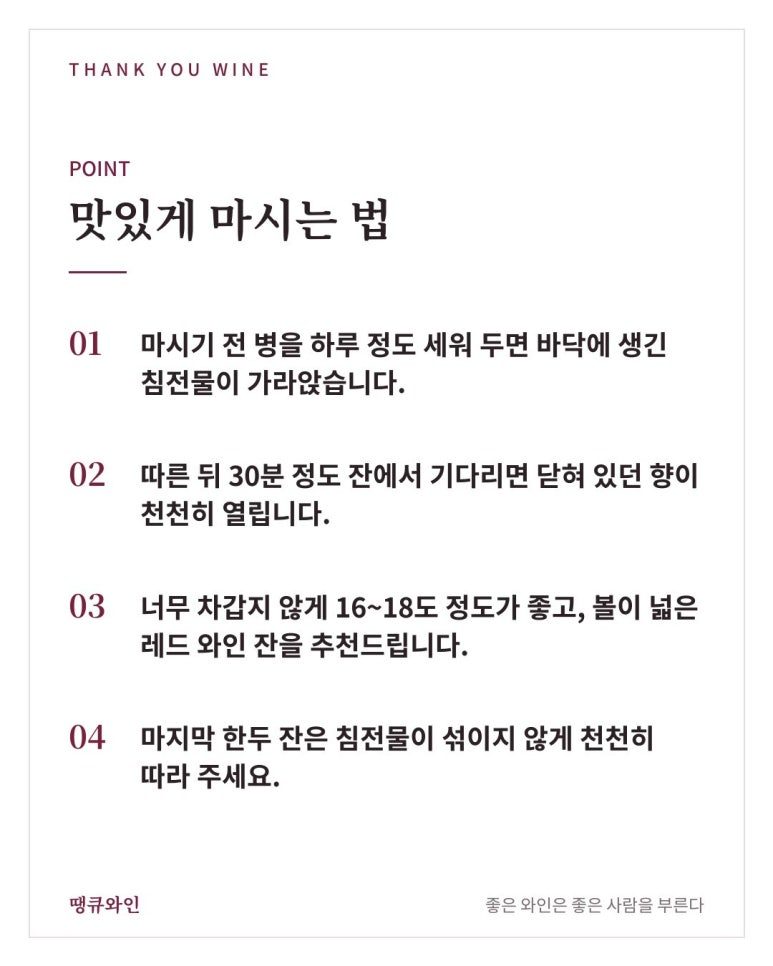 THANK YOU WINE
POINT
맛있게 마시는 법
01 마시기 전 병을 하루 정도 세워 두면 바닥에 생긴
침전물이 가라앉습니다.
02 따른 뒤 30분 정도 잔에서 기다리면 닫혀 있던 향이
천천히 열립니다.
03 너무 차갑지 않게 16~18도 정도가 좋고, 볼이 넓은
레드 와인 잔을 추천드립니다.
04 마지막 한두 잔은 침전물이 섞이지 않게 천천히
따라 주세요.
땡큐와인 좋은 와인은 좋은 사람을 부른다